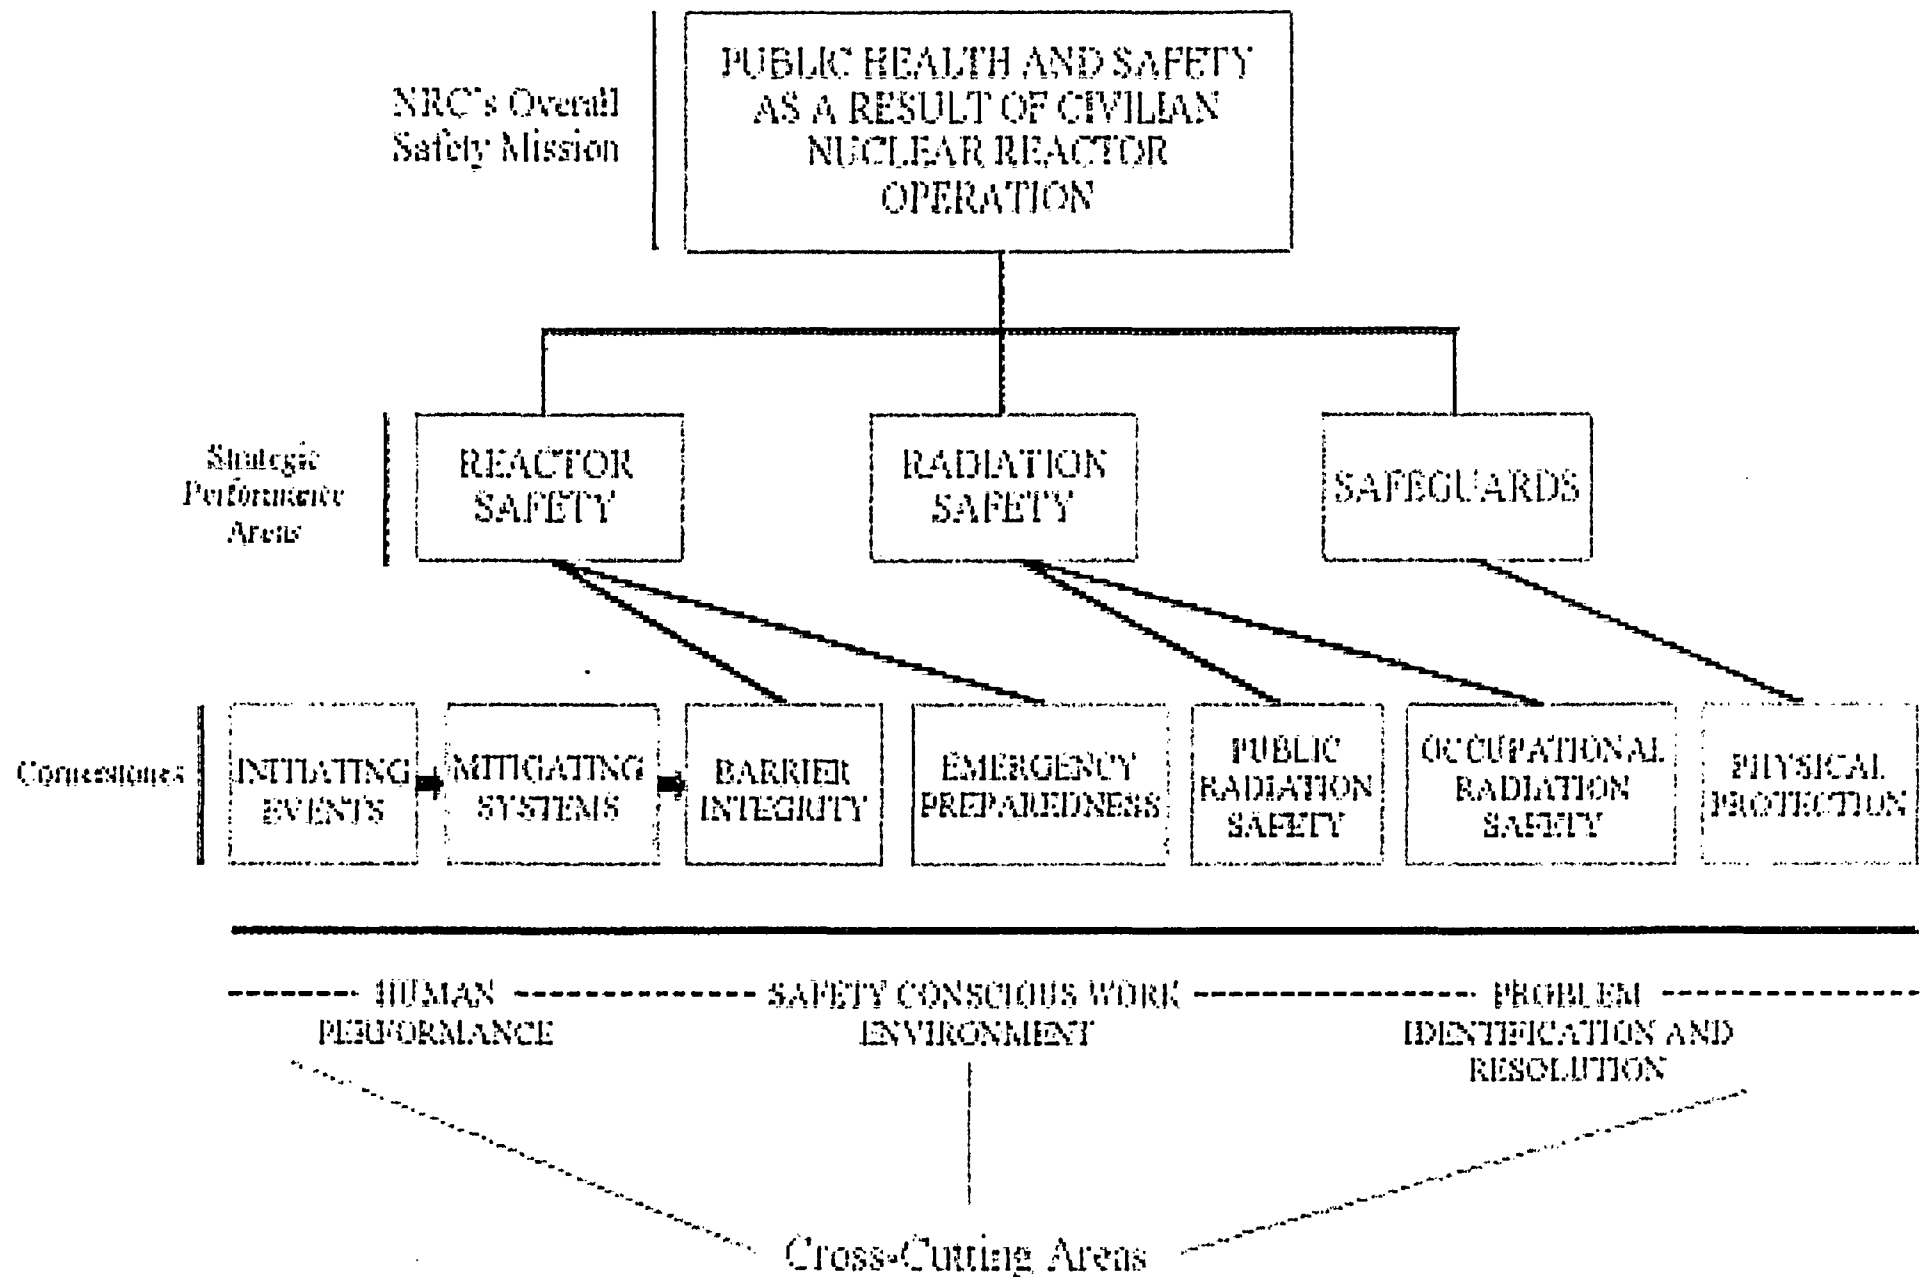 NRC's Overall
Safety Mission
PUBLIC HEALTH AND SAFETY
AS A RESULT OF CIVILIAN
NUCLEAR REACTOR
OPERATION
Strategic
Performance
Areas
REACTOR
SAFETY
RADIATION
SAFETY
SAFEGUARDS
Cornerstones
INITIATING
EVENTS
MITIGATING
SYSTEMS
BARRIER
INTEGRITY
EMERGENCY
PREPAREDNESS
PUBLIC
RADIATION
SAFETY
OCCUPATIONAL
RADIATION
SAFETY
PHYSICAL
PROTECTION
HUMAN
PERFORMANCE
SAFETY CONSCIOUS WORK
ENVIRONMENT
PROBLEM
IDENTIFICATION AND
RESOLUTION
Cross-Cutting Areas